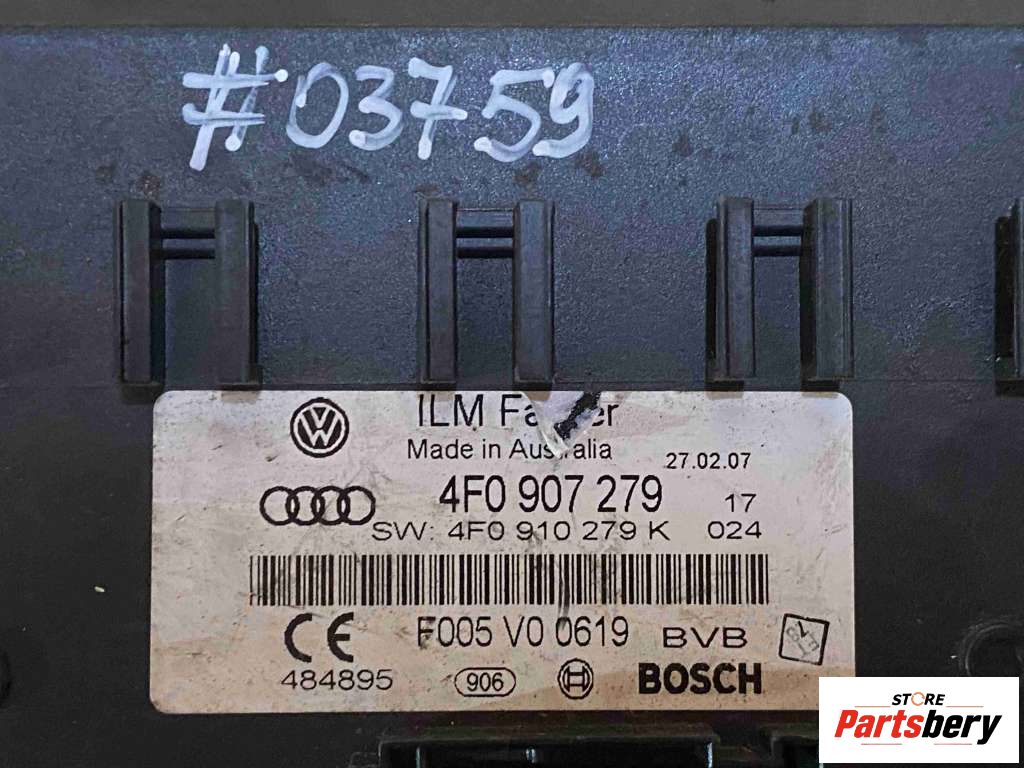 #03759
ILM
Made in
27.02.07
4F0 907 279 17
SW: 4F0 910 279 K 024
CE F005 V0 0619 BVB
484895 906 BOSCH
STORE
Partsbery